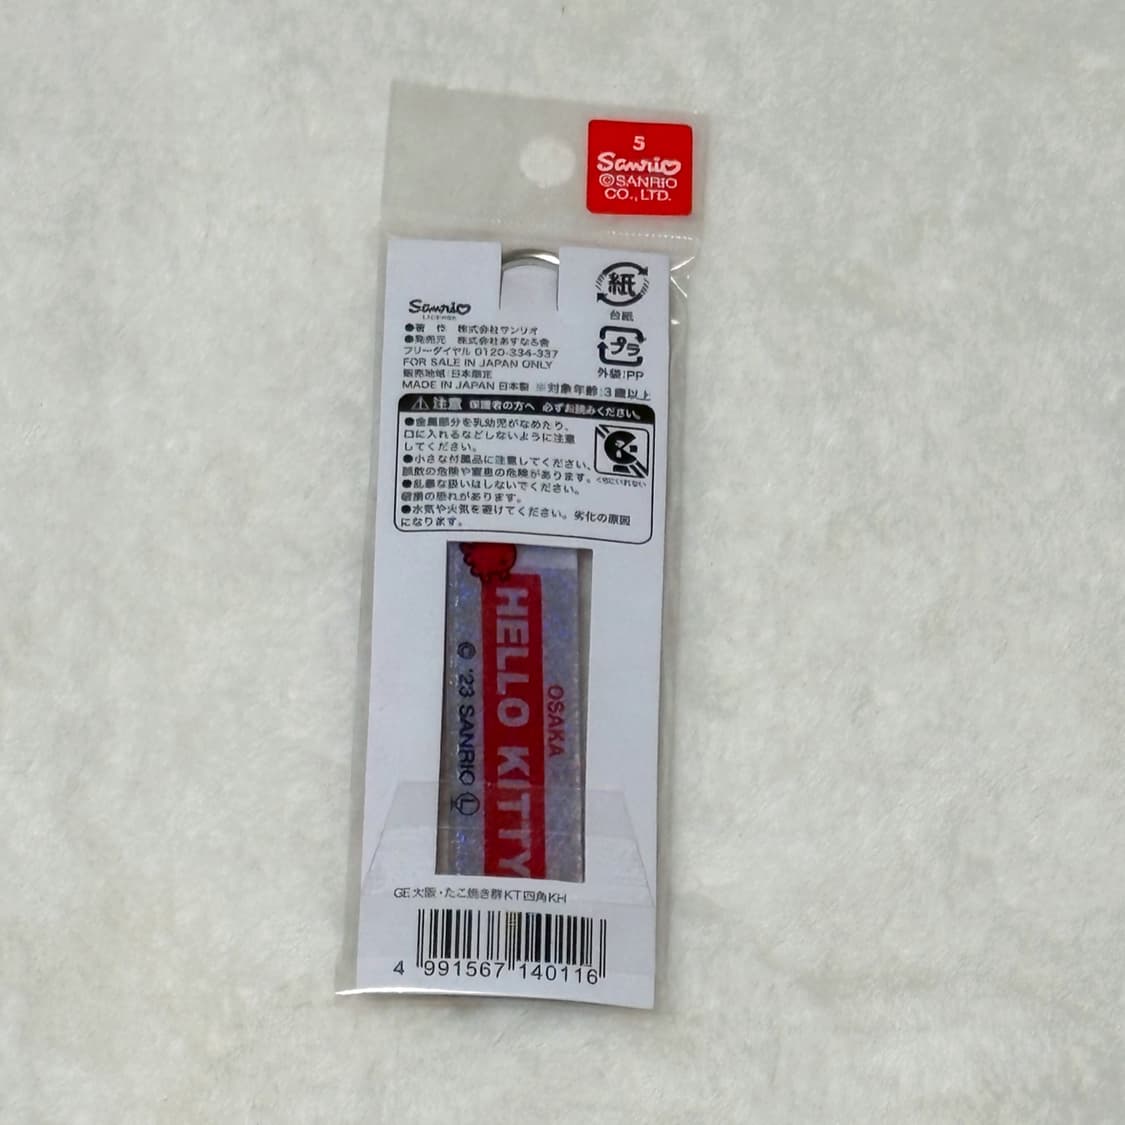 5
Sanrio
©SANRIO
CO., LTD.
紙
台紙
プラ
外袋:PP
Sanrio
LICENSE
●著 作 株式会社サンリオ
●発売元 株式会社あすなろ舎
フリーダイヤル 0120-334-337
FOR SALE IN JAPAN ONLY
販売地域:日本限定
MADE IN JAPAN 日本製 ※対象年齢:3歳以上
注意 保護者の方へ 必ずお読みください。
●金属部分を乳幼児がなめたり、
口に入れるなどしないように注意
してください。
●小さな付属品に注意してください、
誤飲の危険や窒息の危険があります。
くちにいれない
●乱暴な扱いはしないでください。
破損の恐れがあります。
●水気や火気を避けてください。劣化の原因
になります。
HELLO KITTY
OSAKA
© '23 SANRIO Ⓛ
GE 大阪・たこ焼き群KT四角KH
4 991567 140116